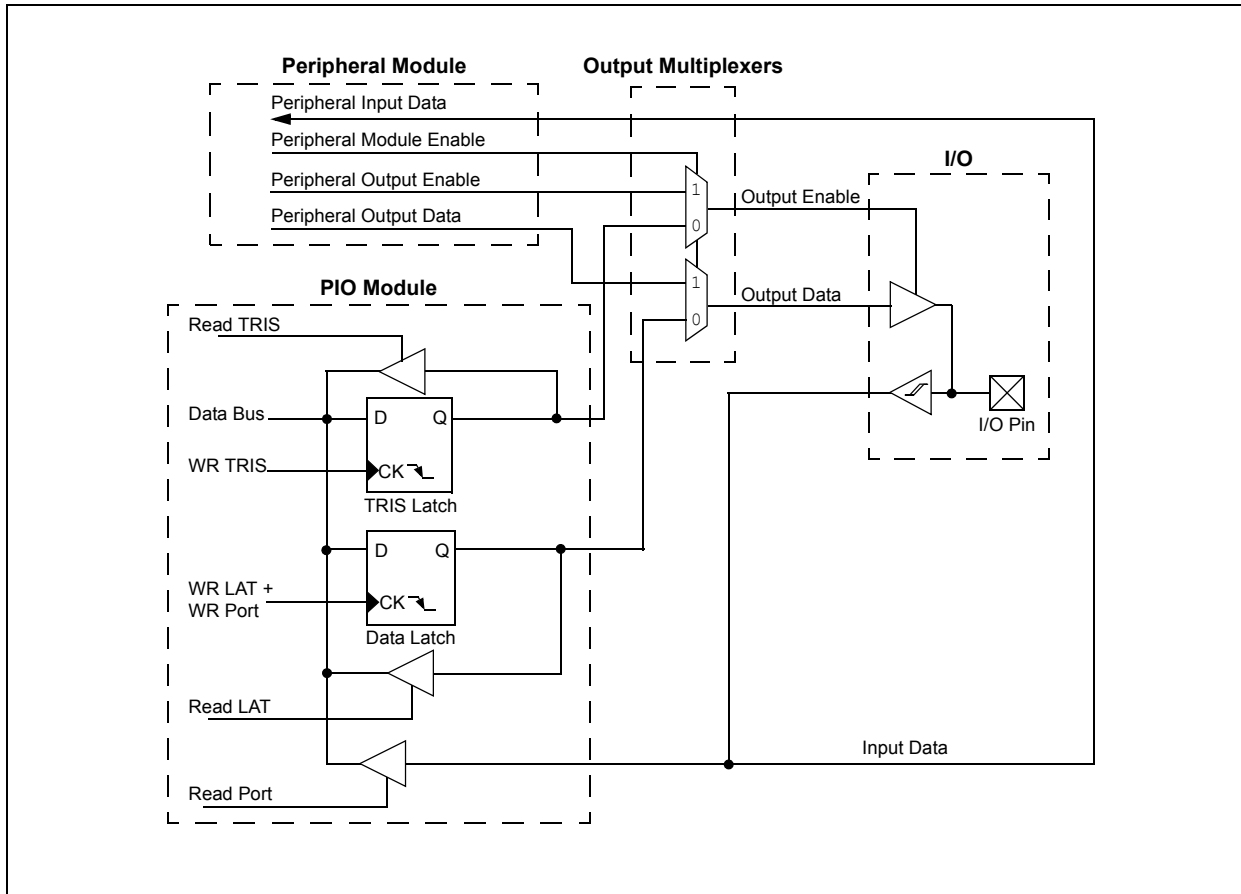 Peripheral Module
Output Multiplexers
Peripheral Input Data
Peripheral Module Enable
Peripheral Output Enable
Peripheral Output Data
1
0
1
0
Output Enable
Output Data
I/O
I/O Pin
PIO Module
Read TRIS
Data Bus
D Q
WR TRIS
CK
TRIS Latch
D Q
WR LAT +
WR Port
CK
Data Latch
Read LAT
Read Port
Input Data